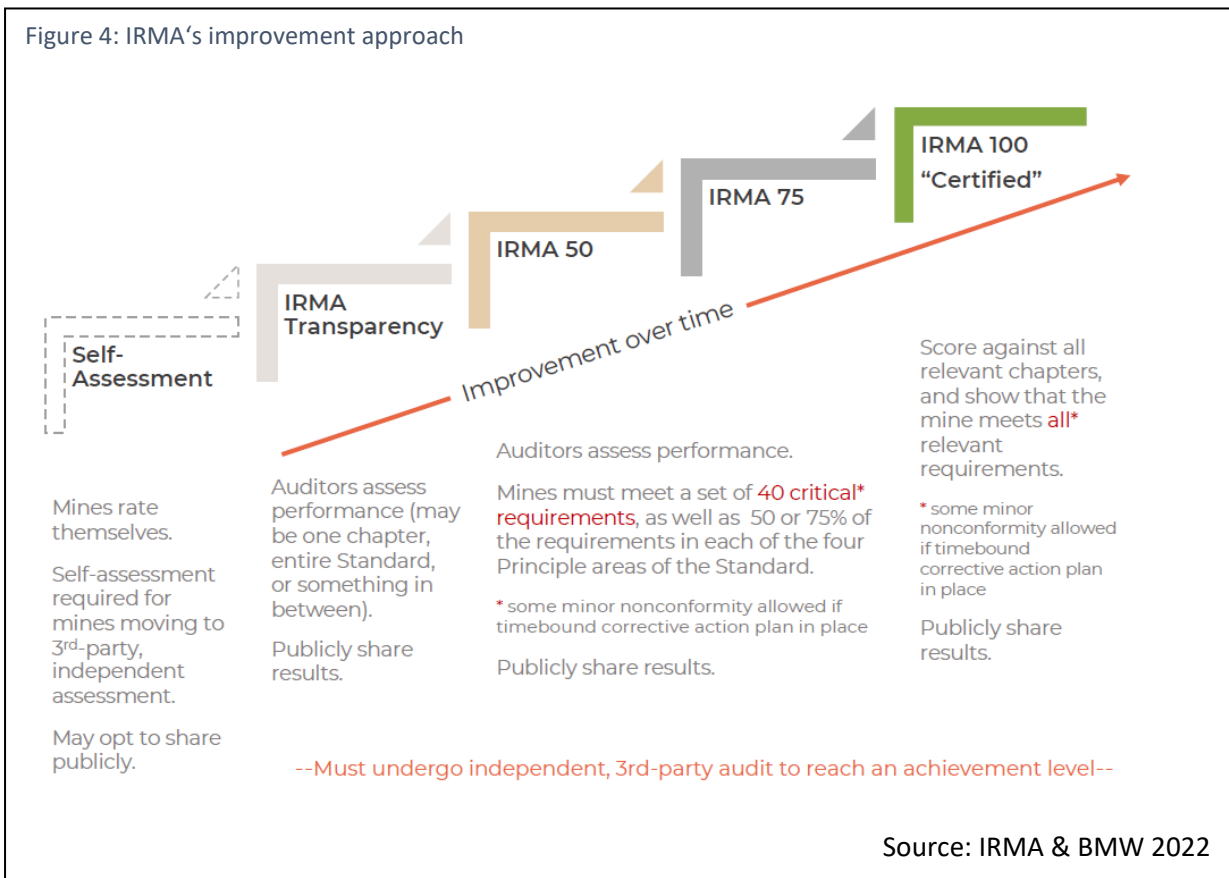 Figure 4: IRMA‘s improvement approach
Self-
Assessment
IRMA
Transparency
IRMA 50
IRMA 75
IRMA 100
“Certified”
Improvement over time
Mines rate
themselves.
Self-assessment
required for
mines moving to
3rd-party,
independent
assessment.
May opt to share
publicly.
Auditors assess
performance (may
be one chapter,
entire Standard,
or something in
between).
Publicly share
results.
Auditors assess performance.
Mines must meet a set of 40 critical*
requirements, as well as 50 or 75% of
the requirements in each of the four
Principle areas of the Standard.
* some minor nonconformity allowed if
timebound corrective action plan in place
Publicly share results.
Score against all
relevant chapters,
and show that the
mine meets all*
relevant
requirements.
* some minor
nonconformity allowed
if timebound
corrective action plan
in place
Publicly share
results.
--Must undergo independent, 3rd-party audit to reach an achievement level--
Source: IRMA & BMW 2022